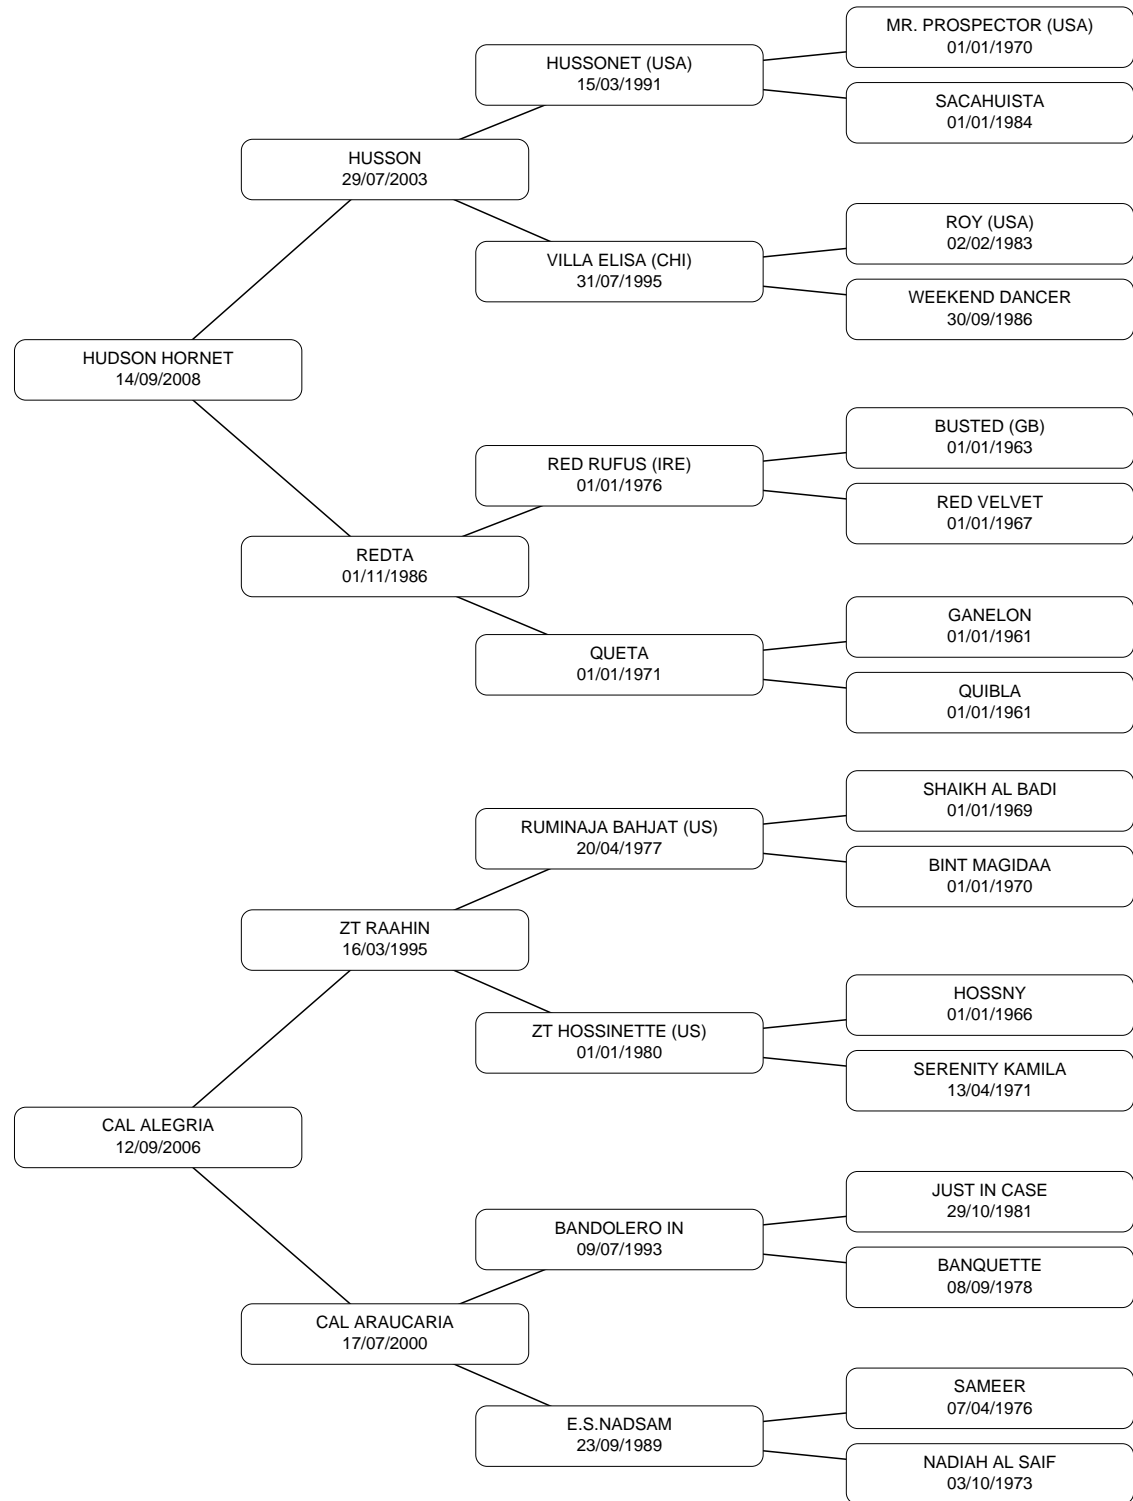 MR. PROSPECTOR (USA)
01/01/1970
HUSSONET (USA)
15/03/1991
SACAHUISTA
01/01/1984
HUSSON
29/07/2003
ROY (USA)
02/02/1983
VILLA ELISA (CHI)
31/07/1995
WEEKEND DANCER
30/09/1986
HUDSON HORNET
14/09/2008
BUSTED (GB)
01/01/1963
RED RUFUS (IRE)
01/01/1976
RED VELVET
01/01/1967
REDTA
01/11/1986
GANELON
01/01/1961
QUETA
01/01/1971
QUIBLA
01/01/1961
SHAIKH AL BADI
01/01/1969
RUMINAJA BAHJAT (US)
20/04/1977
BINT MAGIDAA
01/01/1970
ZT RAAHIN
16/03/1995
HOSSNY
01/01/1966
ZT HOSSINETTE (US)
01/01/1980
SERENITY KAMILA
13/04/1971
CAL ALEGRIA
12/09/2006
JUST IN CASE
29/10/1981
BANDOLERO IN
09/07/1993
BANQUETTE
08/09/1978
CAL ARAUCARIA
17/07/2000
SAMEER
07/04/1976
E.S.NADSAM
23/09/1989
NADIAH AL SAIF
03/10/1973